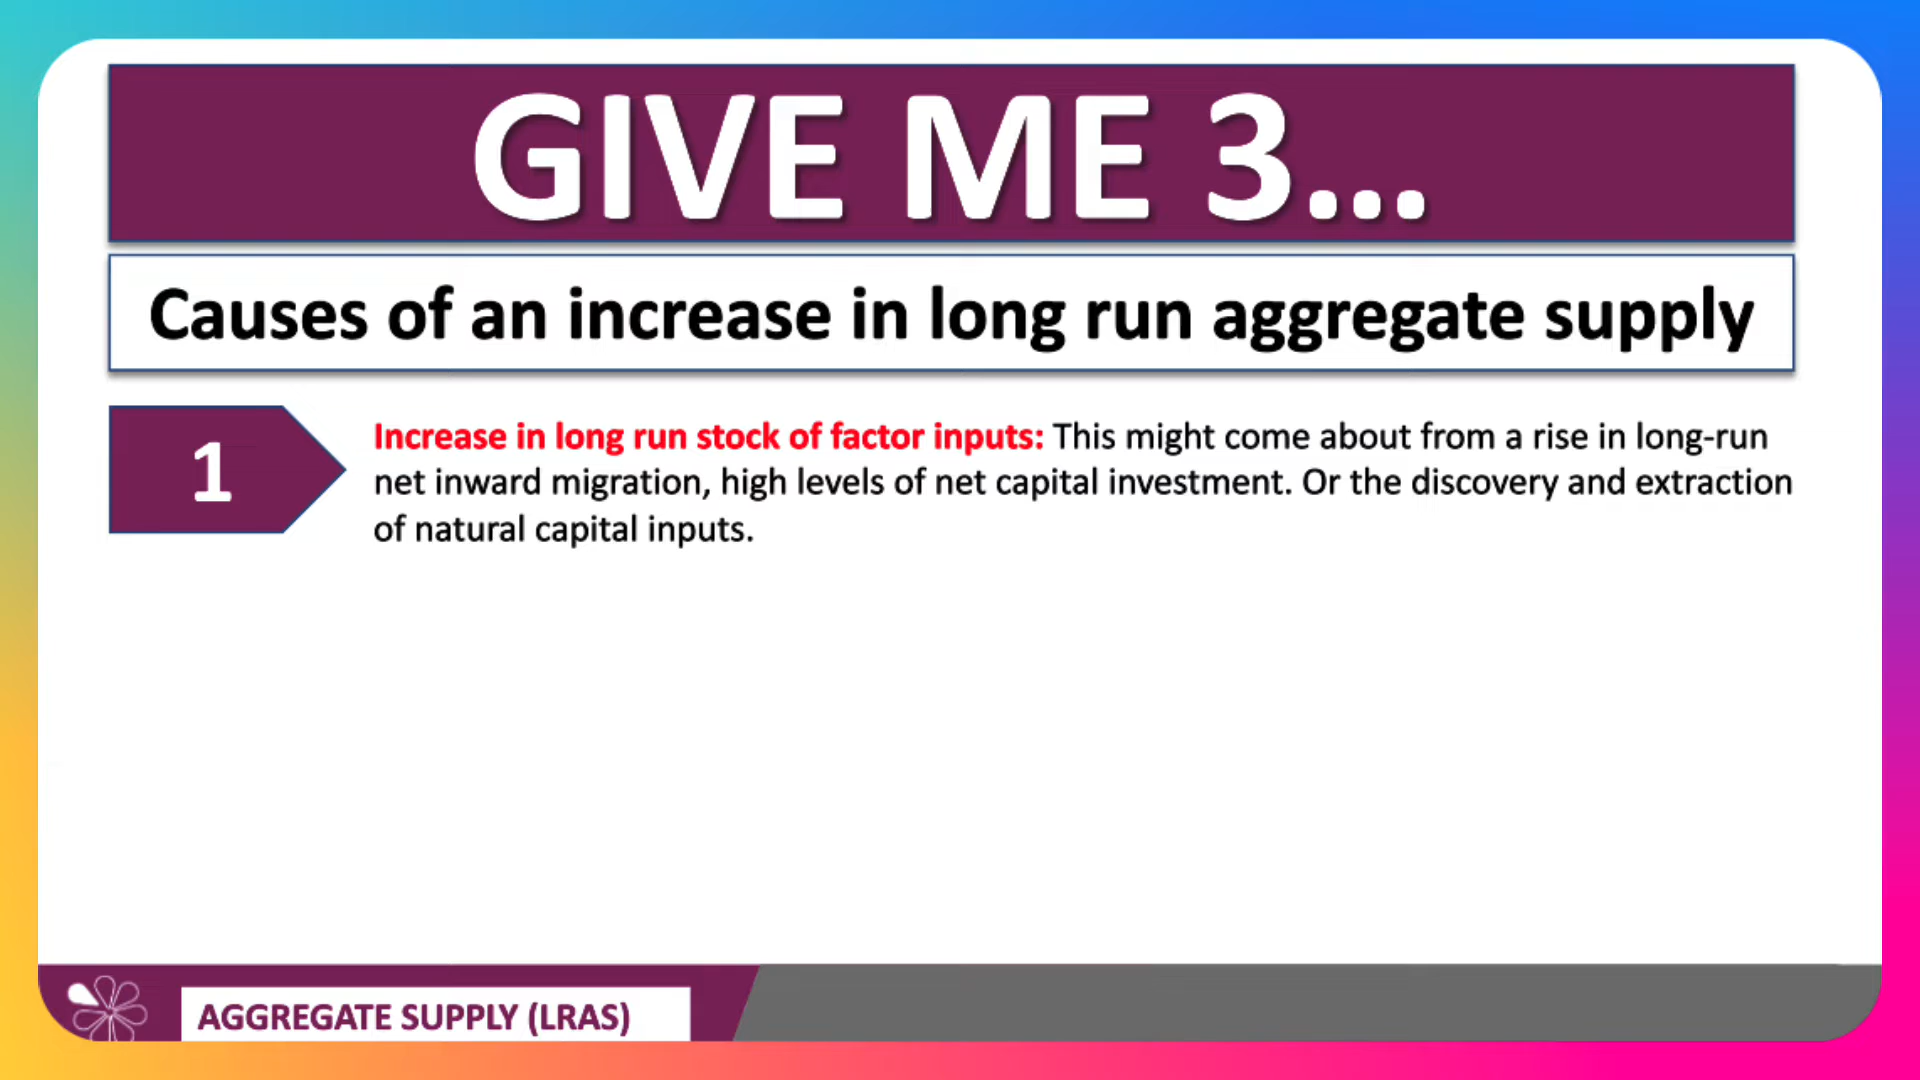 GIVE ME 3...
Causes of an increase in long run aggregate supply
1
Increase in long run stock of factor inputs: This might come about from a rise in long-run
net inward migration, high levels of net capital investment. Or the discovery and extraction
of natural capital inputs.
AGGREGATE SUPPLY (LRAS)